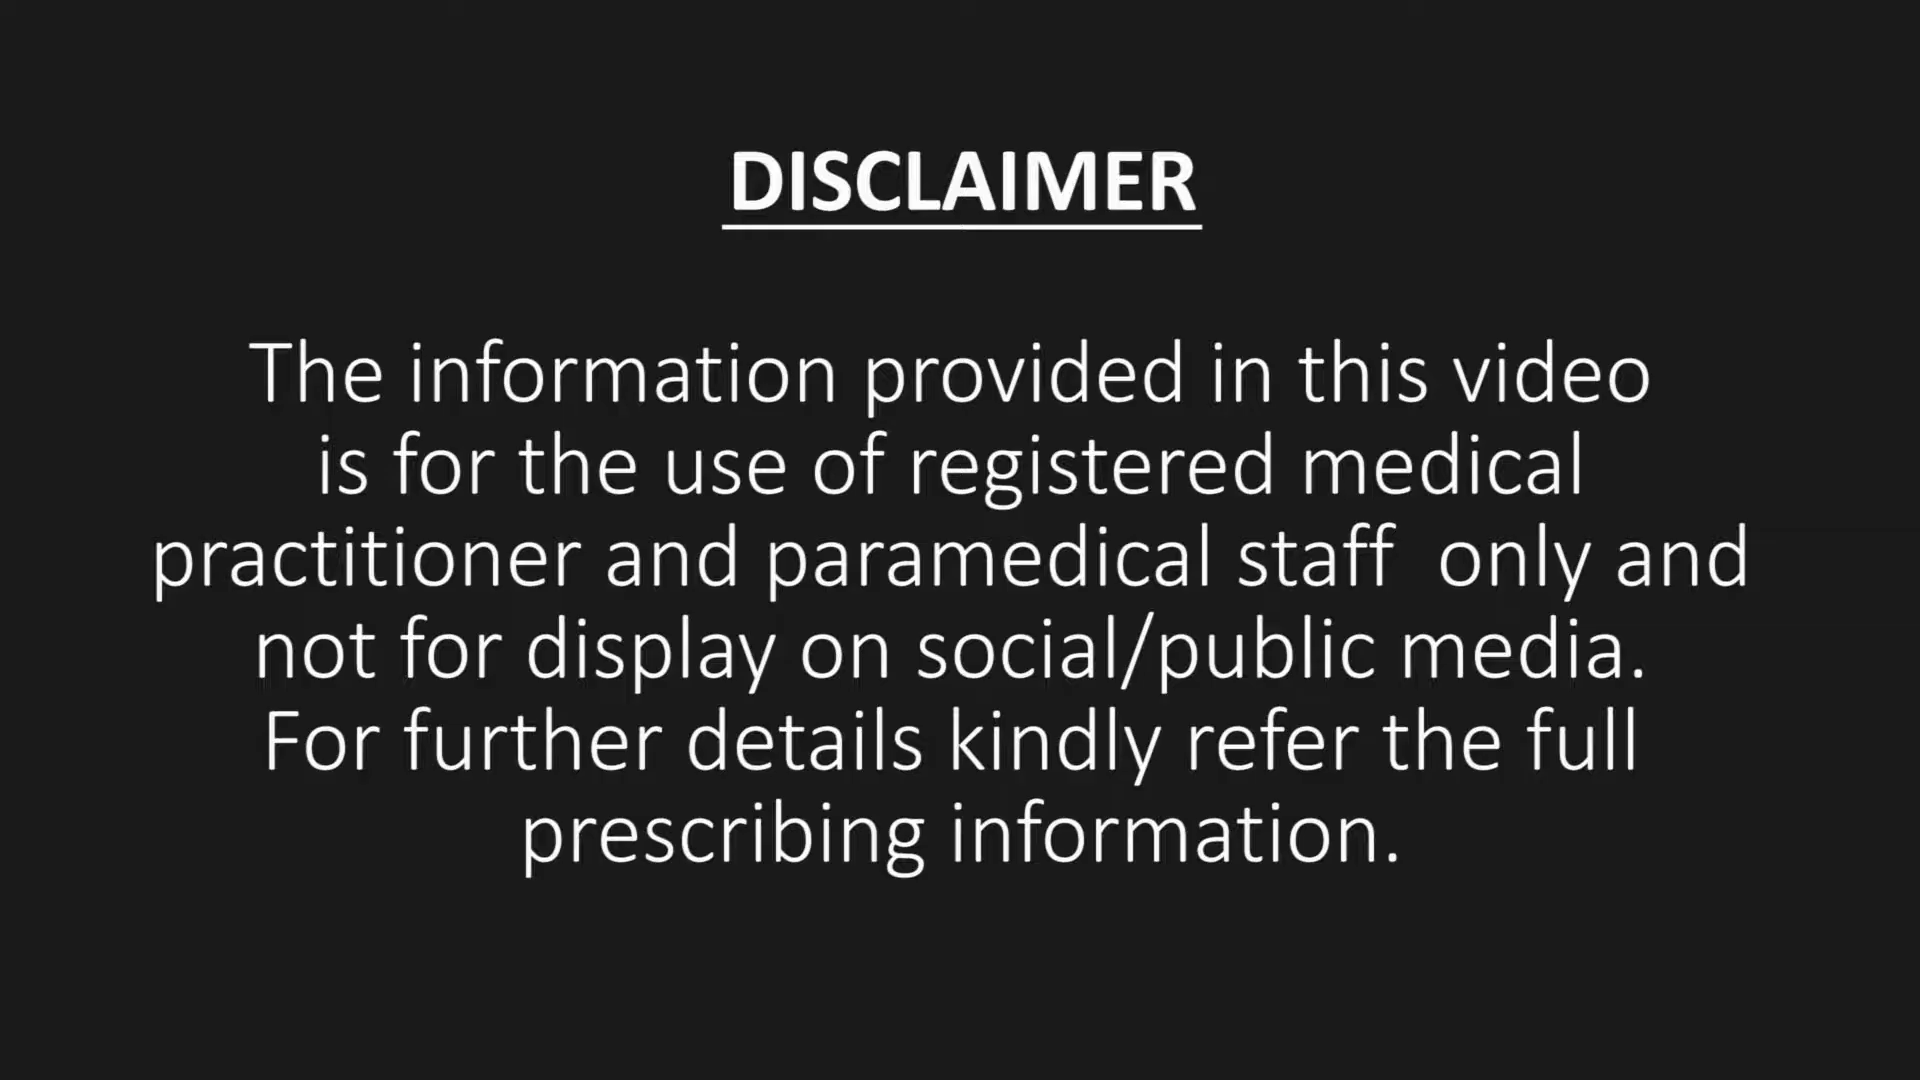 DISCLAIMER
The information provided in this video
is for the use of registered medical
practitioner and paramedical staff  only and
not for display on social/public media.
For further details kindly refer the full
prescribing information.